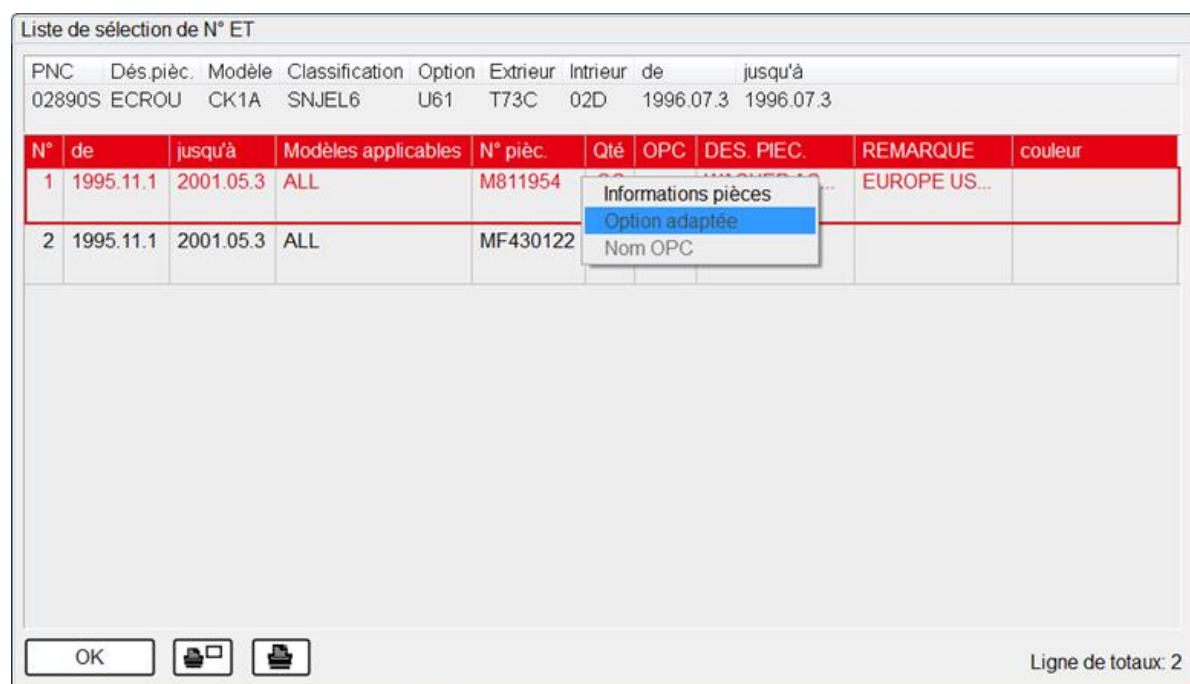 Liste de sélection de N° ET
PNC Dés.pièc. Modèle Classification Option Extrieur Intrieur de jusqu'à
02890S ECROU CK1A SNJEL6 U61 T73C 02D 1996.07.3 1996.07.3
N° de jusqu'à Modèles applicables N° pièc. Qté OPC DES. PIEC. REMARQUE couleur
1 1995.11.1 2001.05.3 ALL M811954 EUROPE US...
Informations pièces
Option adaptée
2 1995.11.1 2001.05.3 ALL MF430122
Nom OPC
OK
Ligne de totaux: 2